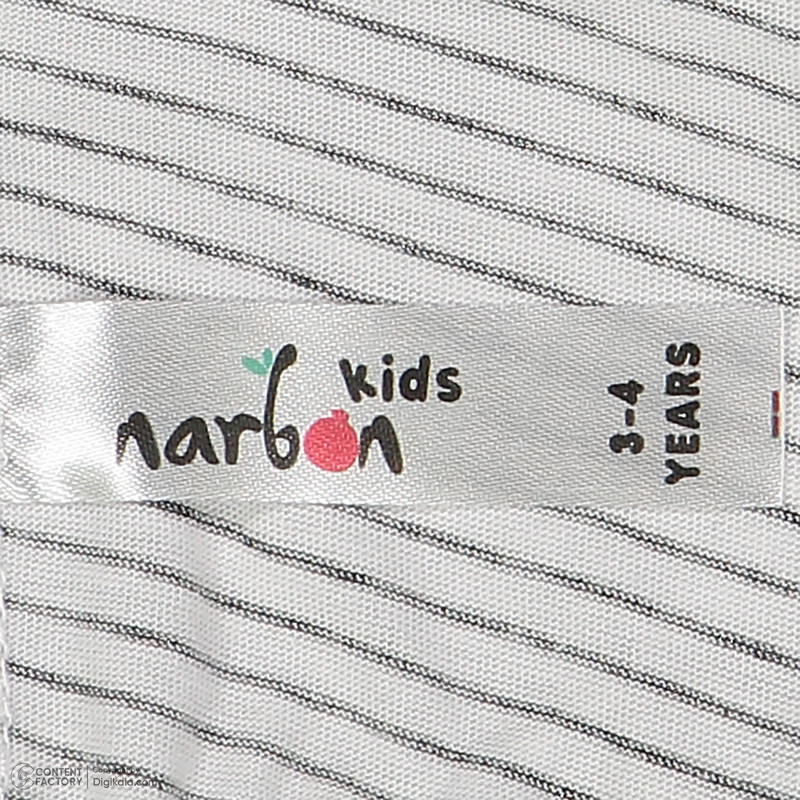 kids
narbon
3-4
YEARS
CONTENT
FACTORY
Digikala.com